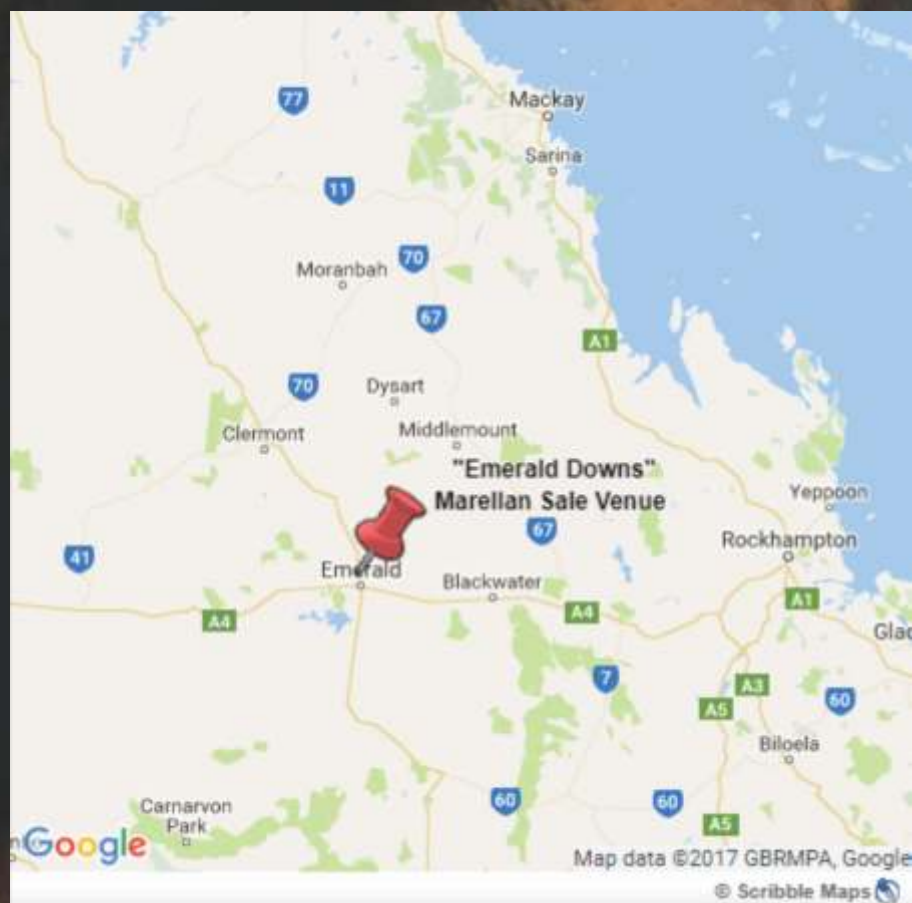 77
Mackay
Sarina
11
70
Moranbah
67
A1
70
Dysart
Clermont
Middlemount
"Emerald Downs"
Marellan Sale Venue
Yeppoon
41
67
Rockhampton
Emerald
Blackwater
A4
A4
A1
Glad
7
A3
60
A5
Biloela
60
60
Carnarvon
Park
A5
Google
Map data ©2017 GBRMPA, Google
© Scribble Maps